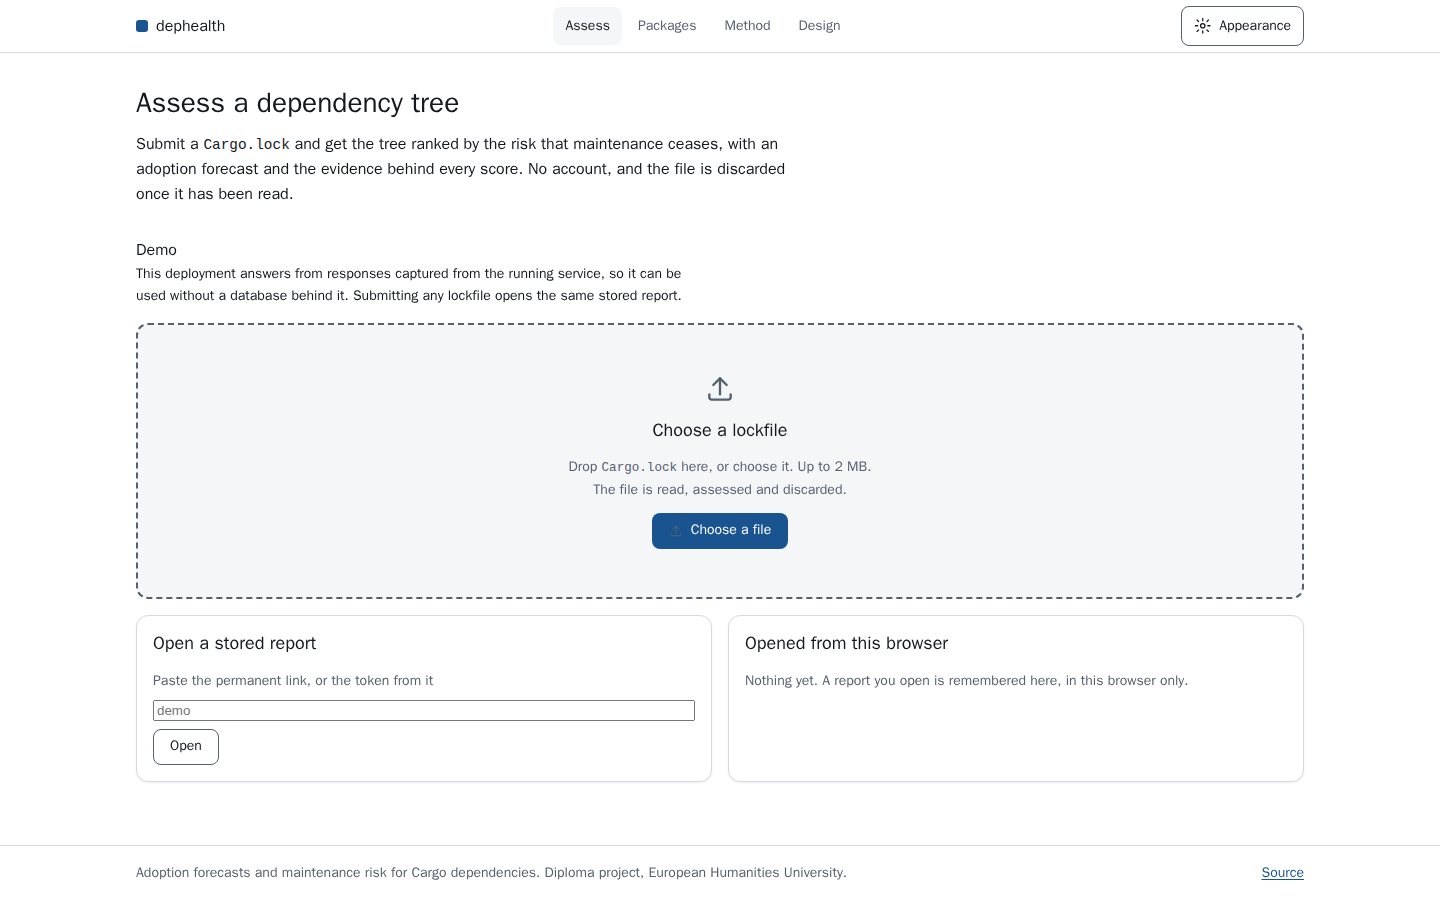 dephealth
Assess
Packages
Method
Design
Appearance
Assess a dependency tree
Submit a Cargo.lock and get the tree ranked by the risk that maintenance ceases, with an
adoption forecast and the evidence behind every score. No account, and the file is discarded
once it has been read.
Demo
This deployment answers from responses captured from the running service, so it can be
used without a database behind it. Submitting any lockfile opens the same stored report.
Choose a lockfile
Drop Cargo.lock here, or choose it. Up to 2 MB.
The file is read, assessed and discarded.
Choose a file
Open a stored report
Paste the permanent link, or the token from it
demo
Open
Opened from this browser
Nothing yet. A report you open is remembered here, in this browser only.
Adoption forecasts and maintenance risk for Cargo dependencies. Diploma project, European Humanities University.
Source